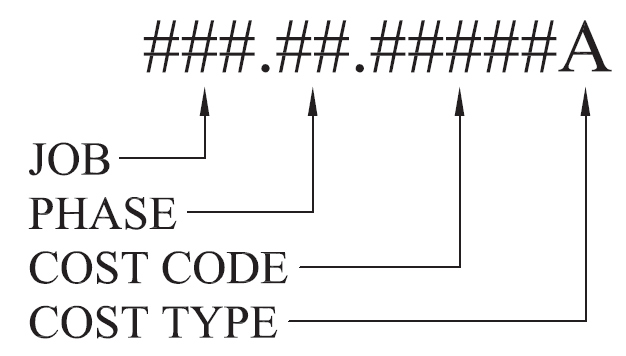 ###.##.#####A
JOB
PHASE
COST CODE
COST TYPE